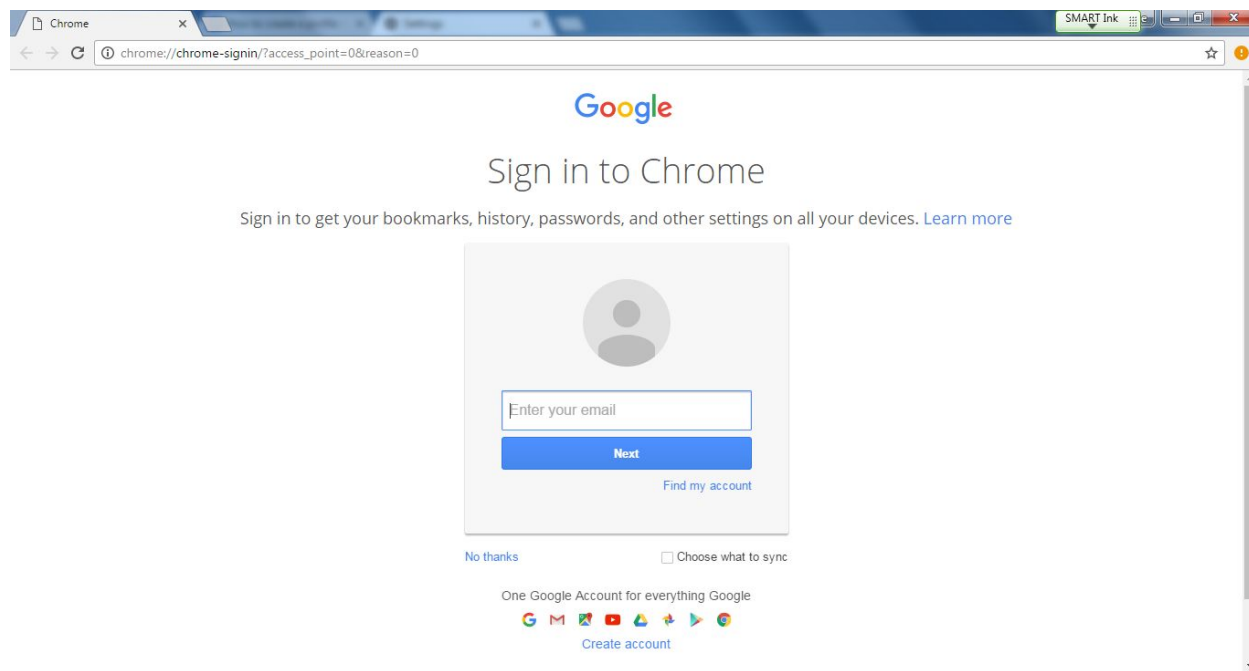 Chrome
Settings
SMART Ink
chrome://chrome-signin/?access_point=0&reason=0
Google
Sign in to Chrome
Sign in to get your bookmarks, history, passwords, and other settings on all your devices. Learn more
Enter your email
Next
Find my account
No thanks
Choose what to sync
One Google Account for everything Google
Create account